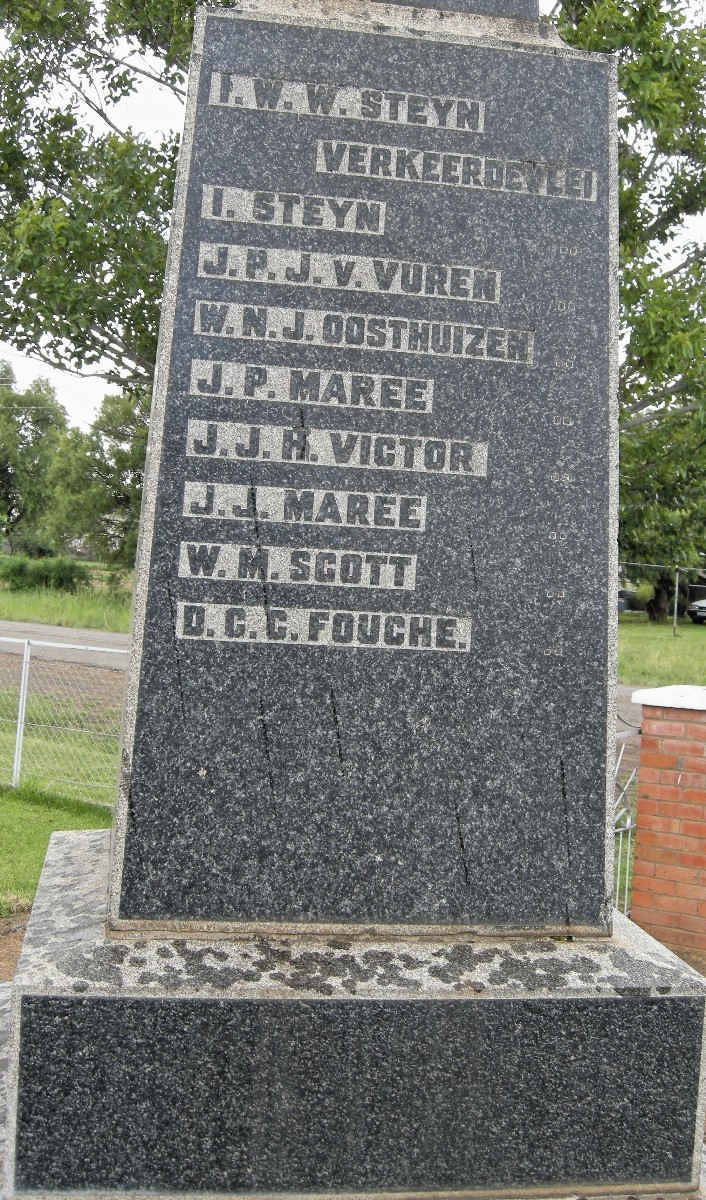 I. W. W. STEYN
VERKEERDEVLEI
I. STEYN
J. P. J. V. VUREN
W. N. J. OOSTHUIZEN
J. P. MAREE
J. J. H. VICTOR
J. J. MAREE
W. M. SCOTT
D. C. C. FOUCHE.